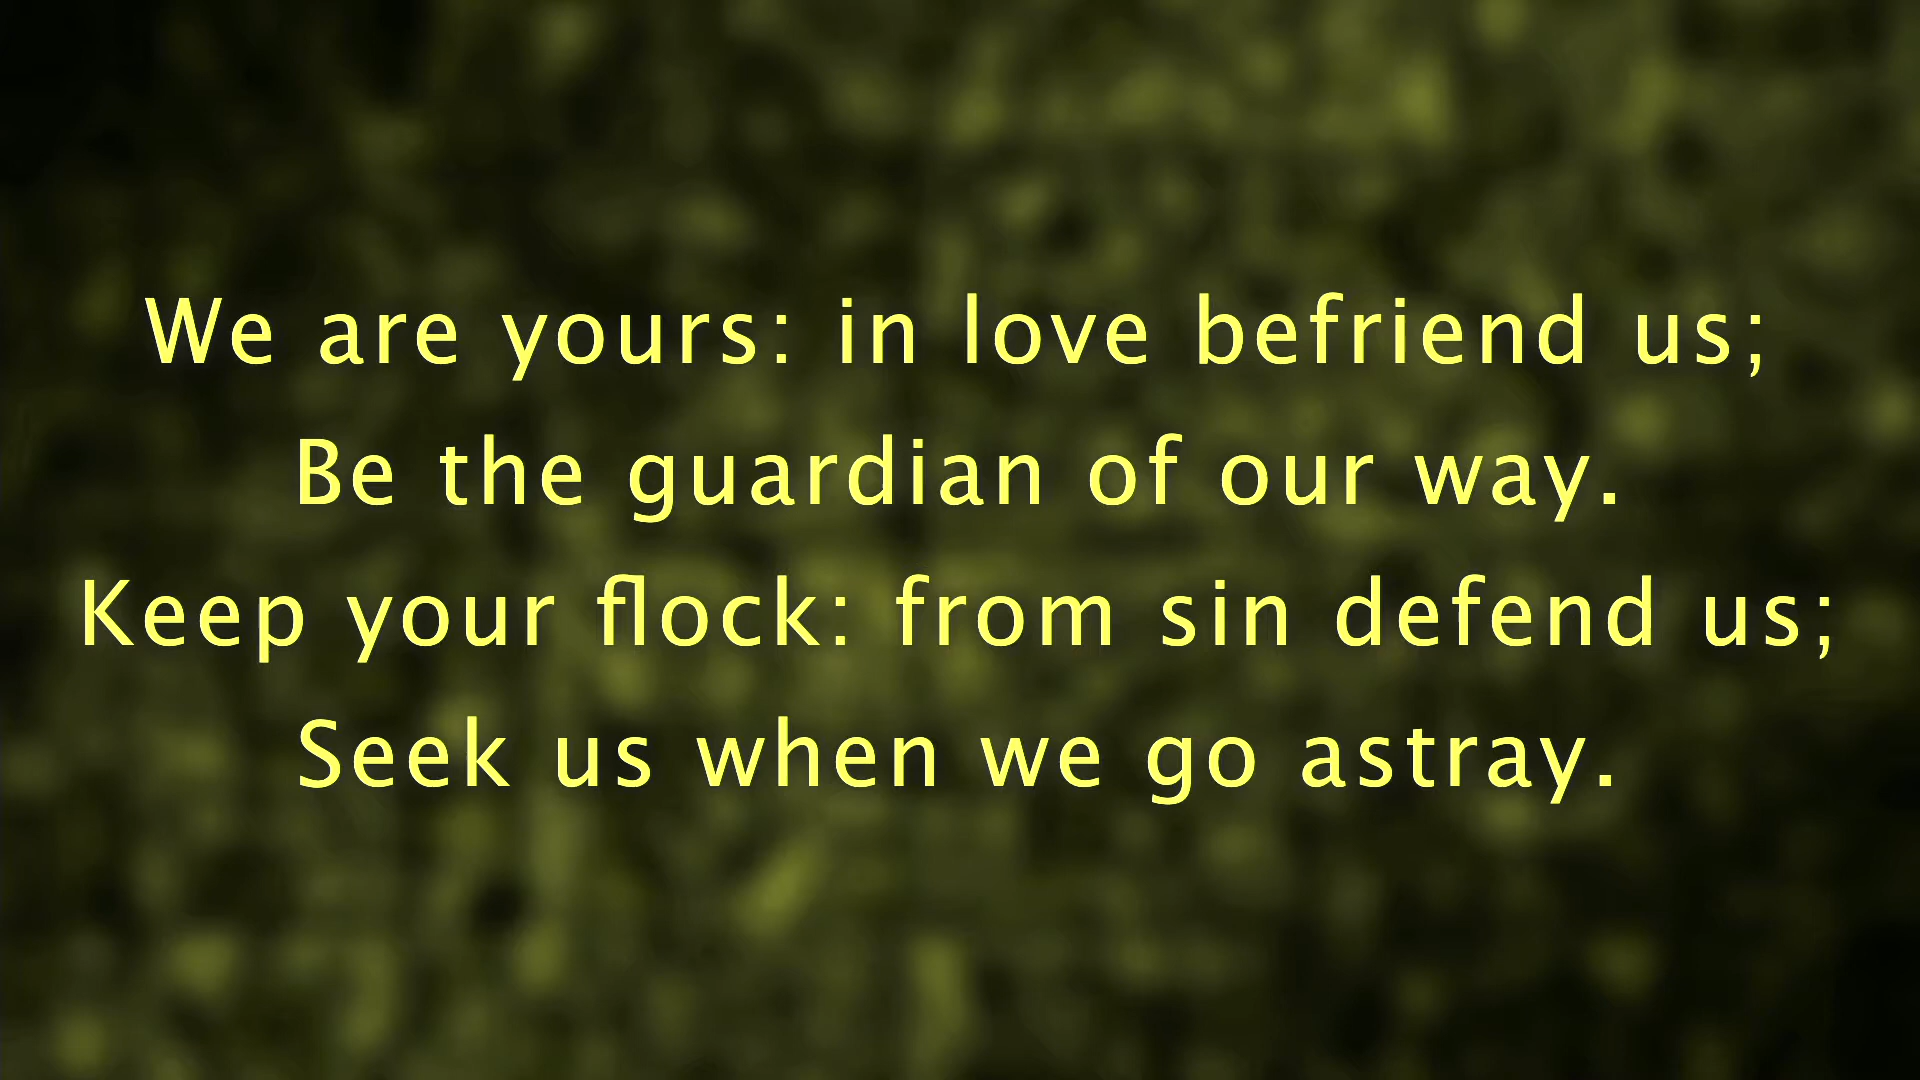 We are yours: in love befriend us;
Be the guardian of our way.
Keep your flock: from sin defend us;
Seek us when we go astray.